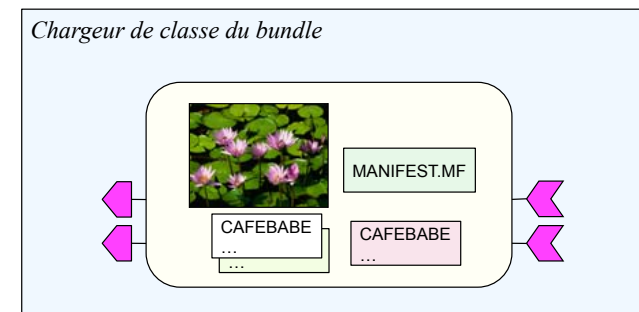 Chargeur de classe du bundle
MANIFEST.MF
CAFEBABE
…
…
CAFEBABE
…